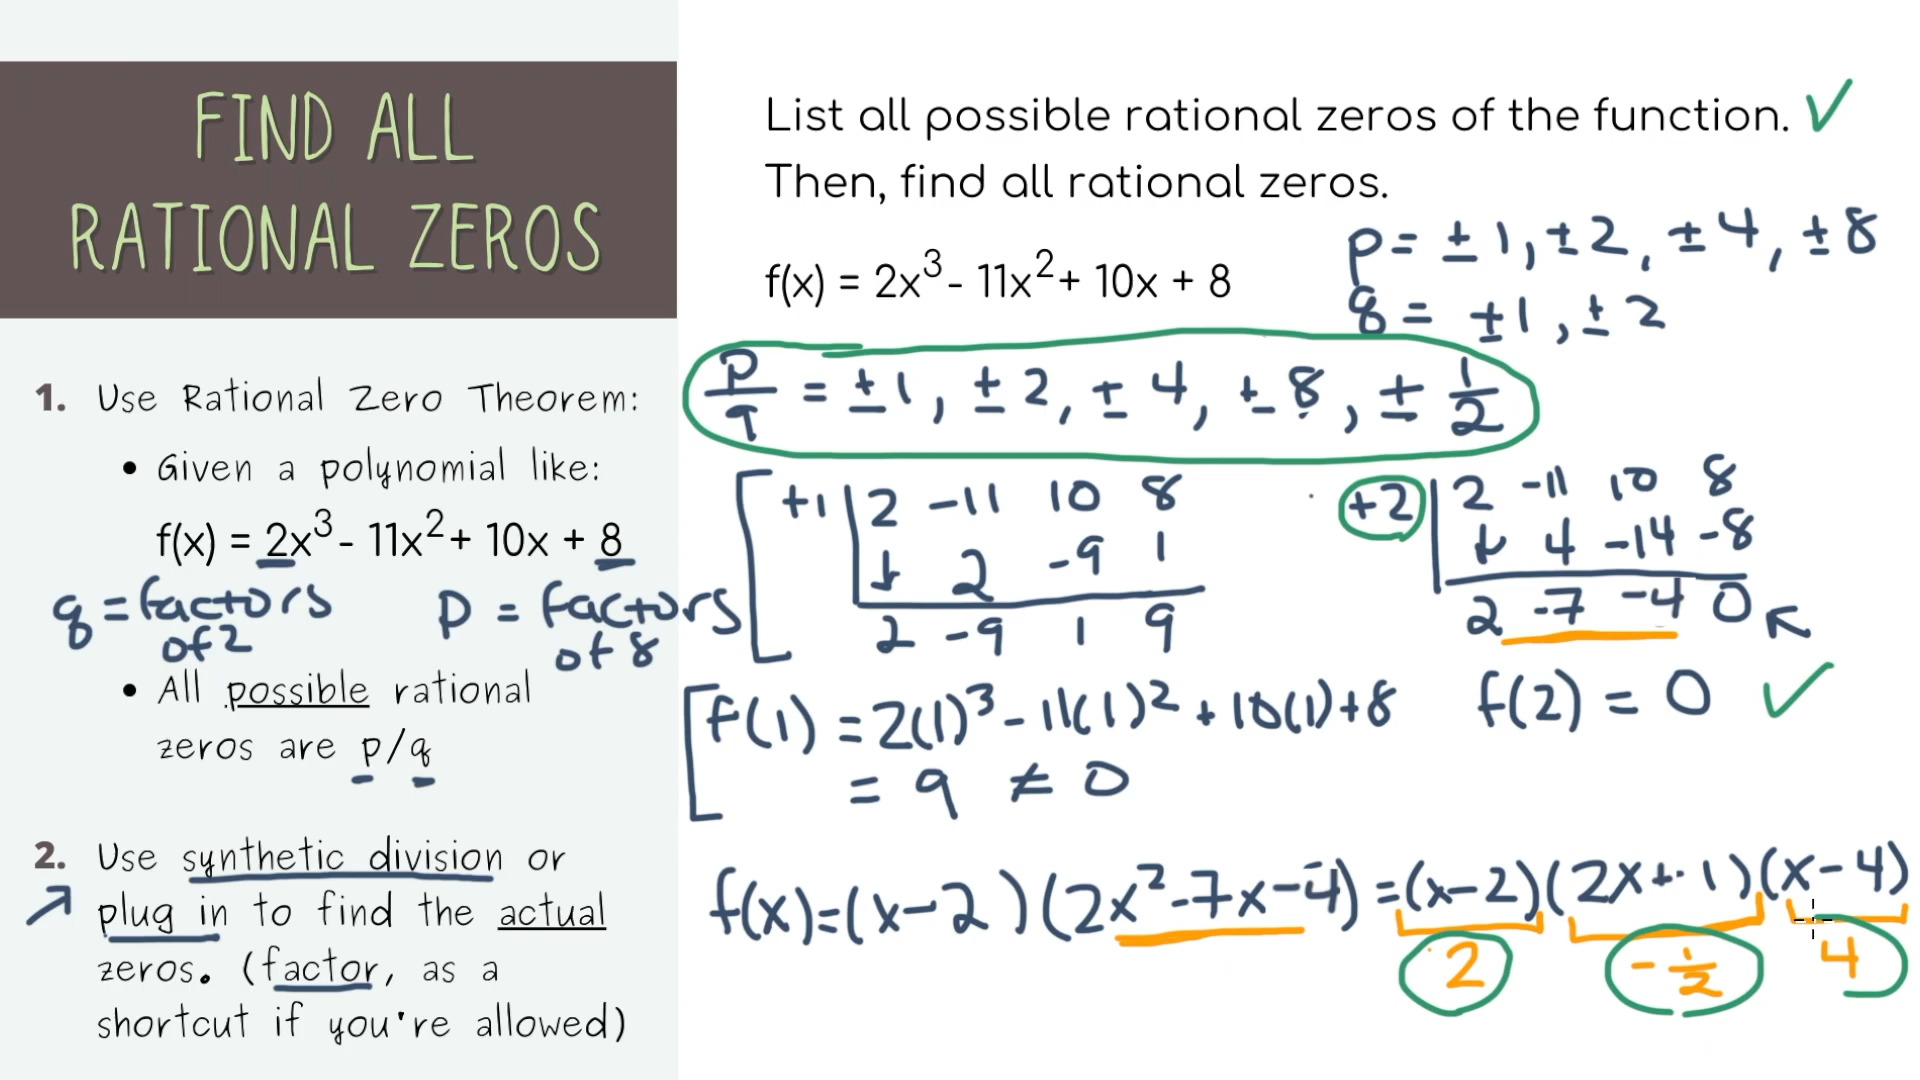 FIND ALL
RATIONAL ZEROS
1. Use Rational Zero Theorem:
• Given a polynomial like:
f(x) = 2x³ - 11x² + 10x + 8
q = factors of 2
p = factors of 8
• All possible rational
zeros are p/q
2. Use synthetic division or
plug in to find the actual
zeros. (factor, as a
shortcut if you're allowed)
List all possible rational zeros of the function. ✓
Then, find all rational zeros.
f(x) = 2x³ - 11x² + 10x + 8
p = ±1, ±2, ±4, ±8
q = ±1, ±2
p/q = ±1, ±2, ±4, ±8, ±1/2
+1 | 2 -11 10 8
↓ 2 -9 1
2 -9 1 9
+2 | 2 -11 10 8
↓ 4 -14 -8
2 -7 -4 0
f(1) = 2(1)³ - 11(1)² + 10(1) + 8
= 9 ≠ 0
f(2) = 0 ✓
f(x) = (x-2)(2x²-7x-4) = (x-2)(2x+1)(x-4)
2 -1/2 4